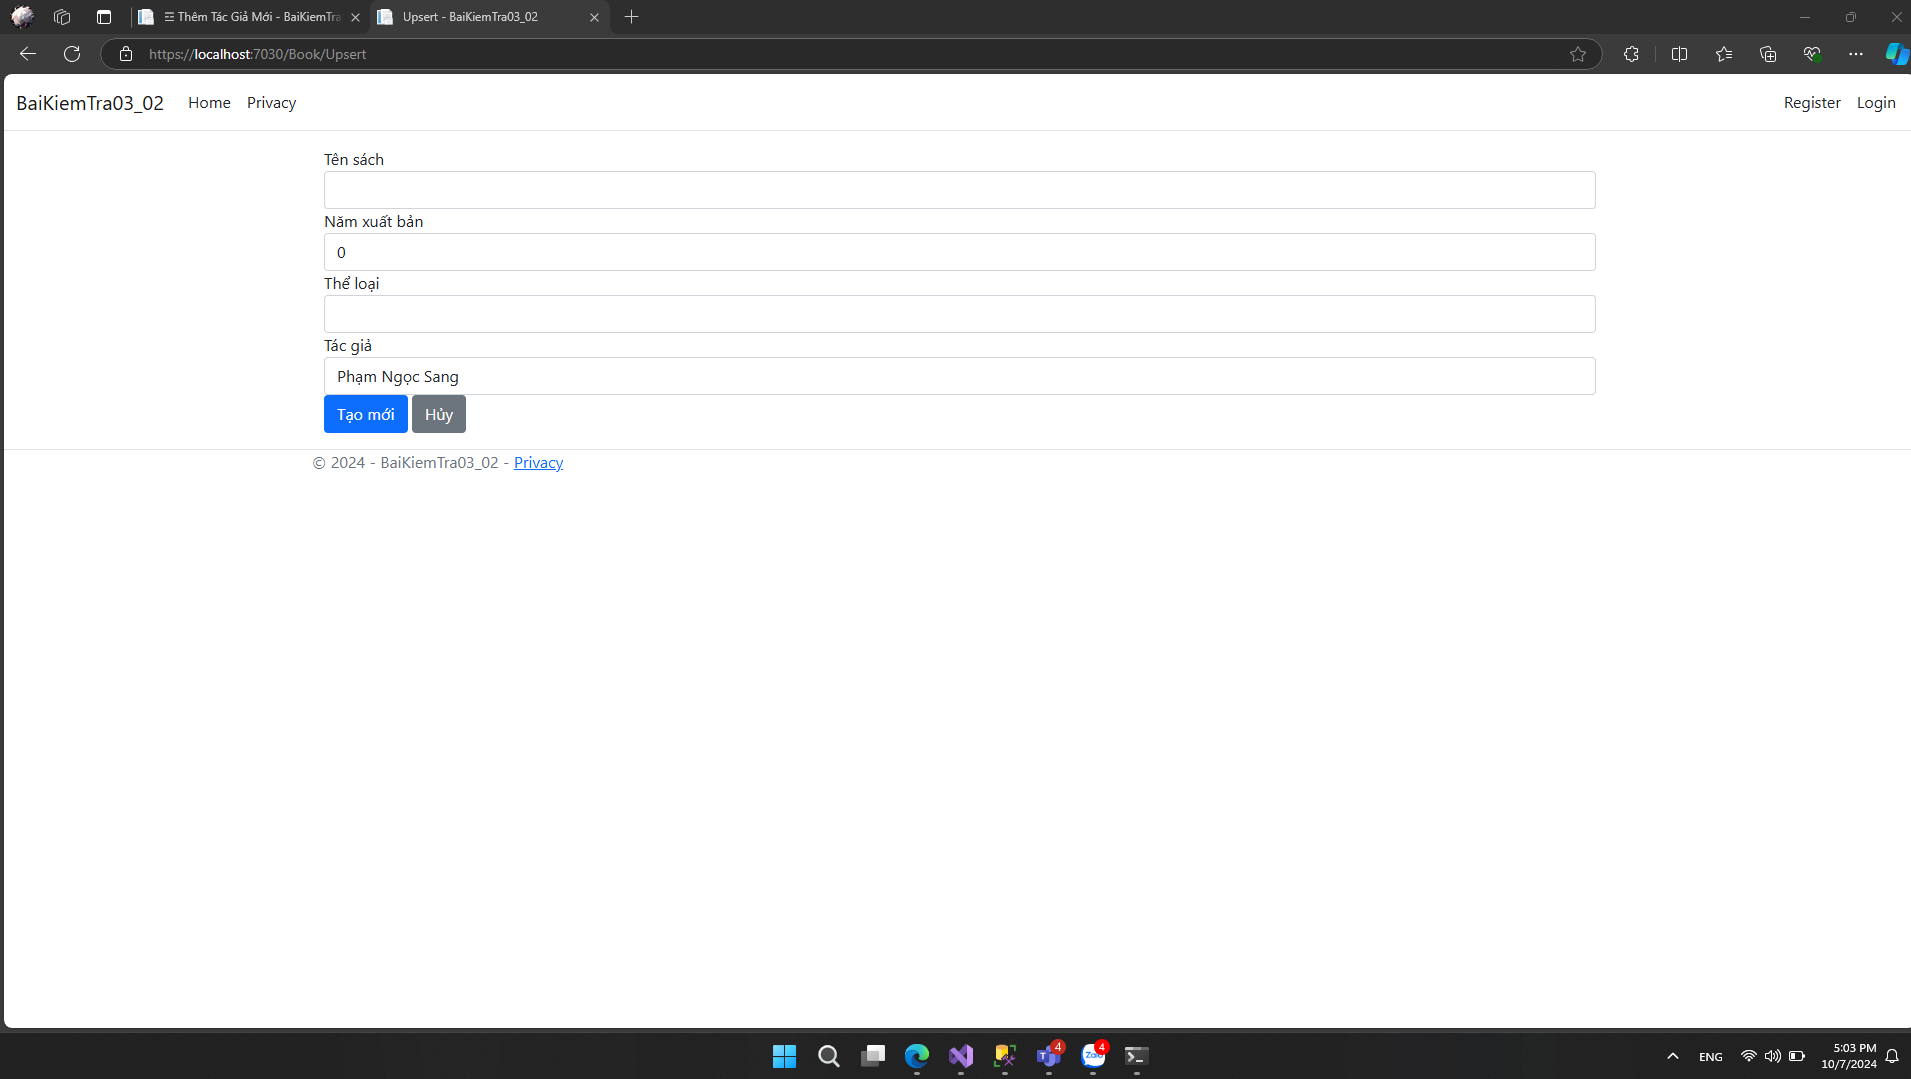 ☰ Thêm Tác Giả Mới - BaiKiemTra
Upsert - BaiKiemTra03_02
https://localhost:7030/Book/Upsert
BaiKiemTra03_02 Home Privacy Register Login
Tên sách
Năm xuất bản
0
Thể loại
Tác giả
Phạm Ngọc Sang
Tạo mới Hủy
© 2024 - BaiKiemTra03_02 - Privacy
4
T
4
Zalo
ENG
5:03 PM
10/7/2024